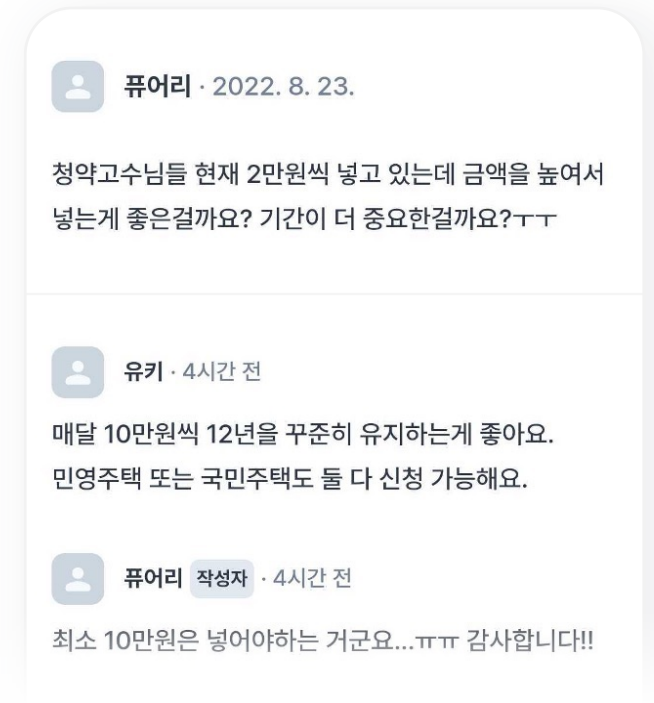 퓨어리 · 2022. 8. 23.
청약고수님들 현재 2만원씩 넣고 있는데 금액을 높여서
넣는게 좋은걸까요? 기간이 더 중요한걸까요?ㅜㅜ
유키 · 4시간 전
매달 10만원씩 12년을 꾸준히 유지하는게 좋아요.
민영주택 또는 국민주택도 둘 다 신청 가능해요.
퓨어리 작성자 · 4시간 전
최소 10만원은 넣어야하는 거군요...ㅠㅠ 감사합니다!!